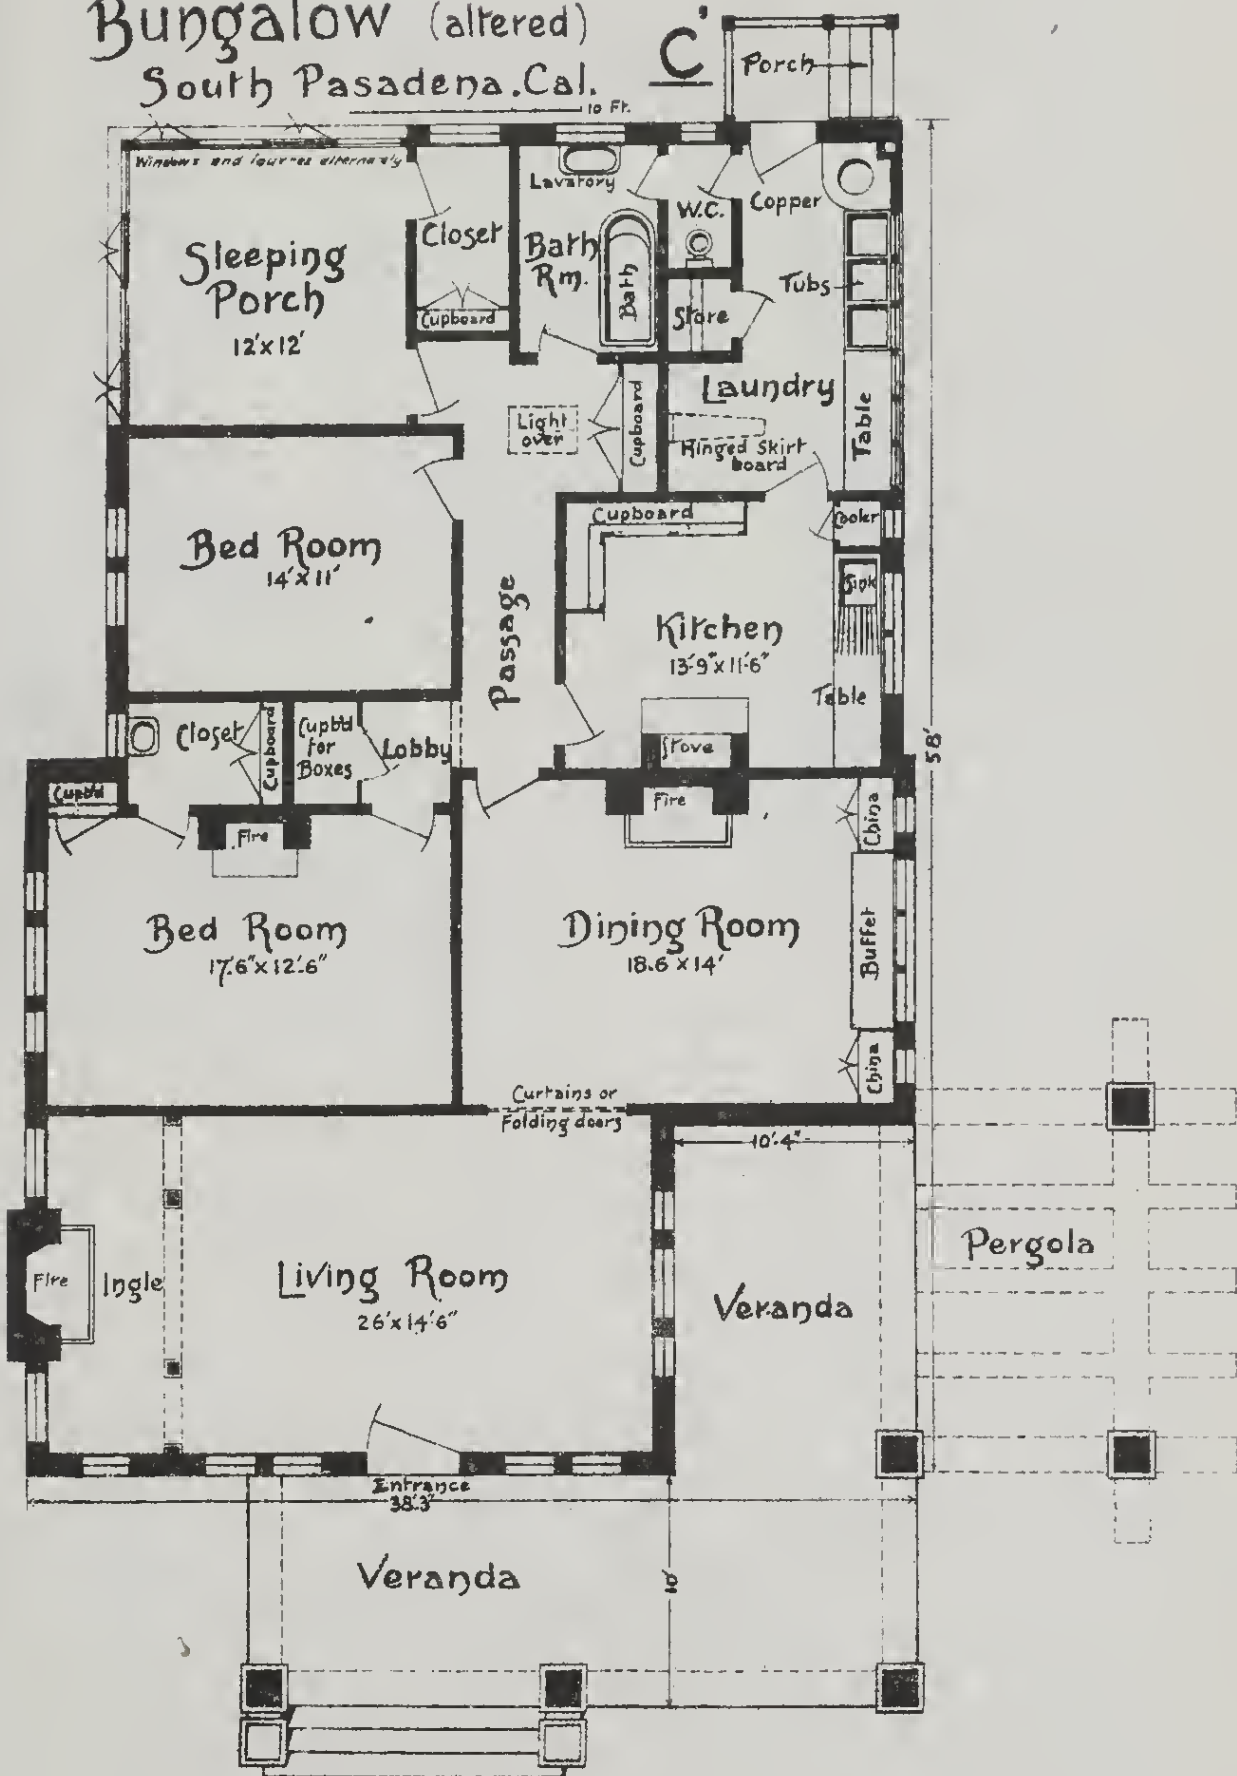 Bungalow (altered)
South Pasadena.Cal.
C'
Porch
10 Ft.
Windows and louvres alternately
Lavatory
W.C.
Copper
Closet
Bath
Rm.
Bath
Sleeping
Porch
12'x12'
Tubs
Cupboard
Store
Laundry
Light
over
Cupboard
Table
Hinged Skirt
board
Cupboard
Cooler
Bed Room
14'x11'
Sink
Passage
Kitchen
13'-9"x11'-6"
Table
Closet
Cupboard
Cupb'd
for
Boxes
Lobby
Stove
58'
Cupb'd
Fire
Fire
China
Bed Room
17'.6"x12'.6"
Dining Room
18.6 x14'
Buffet
China
Curtains or
Folding doors
10'.4"
Pergola
Fire
Ingle
Living Room
26'x14'6"
Veranda
Entrance
38'.3"
Veranda
10'